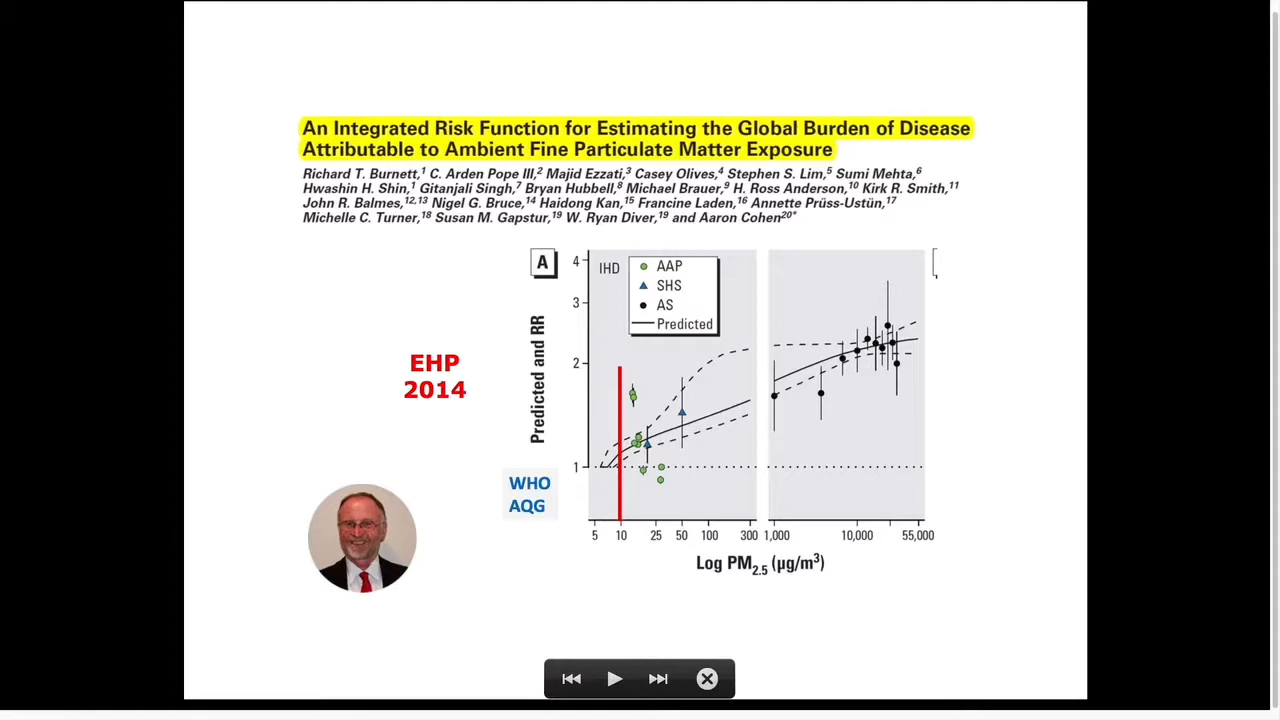 An Integrated Risk Function for Estimating the Global Burden of Disease
Attributable to Ambient Fine Particulate Matter Exposure
Richard T. Burnett,1 C. Arden Pope III,2 Majid Ezzati,3 Casey Olives,4 Stephen S. Lim,5 Sumi Mehta,6
Hwashin H. Shin,1 Gitanjali Singh,7 Bryan Hubbell,8 Michael Brauer,9 H. Ross Anderson,10 Kirk R. Smith,11
John R. Balmes,12,13 Nigel G. Bruce,14 Haidong Kan,15 Francine Laden,16 Annette Prüss-Ustün,17
Michelle C. Turner,18 Susan M. Gapstur,19 W. Ryan Diver,19 and Aaron Cohen20*
A
IHD
AAP
SHS
AS
Predicted
4
3
2
1
Predicted and RR
EHP
2014
WHO
AQG
5 10 25 50 100 300 1,000 10,000 55,000
Log PM2.5 (µg/m3)